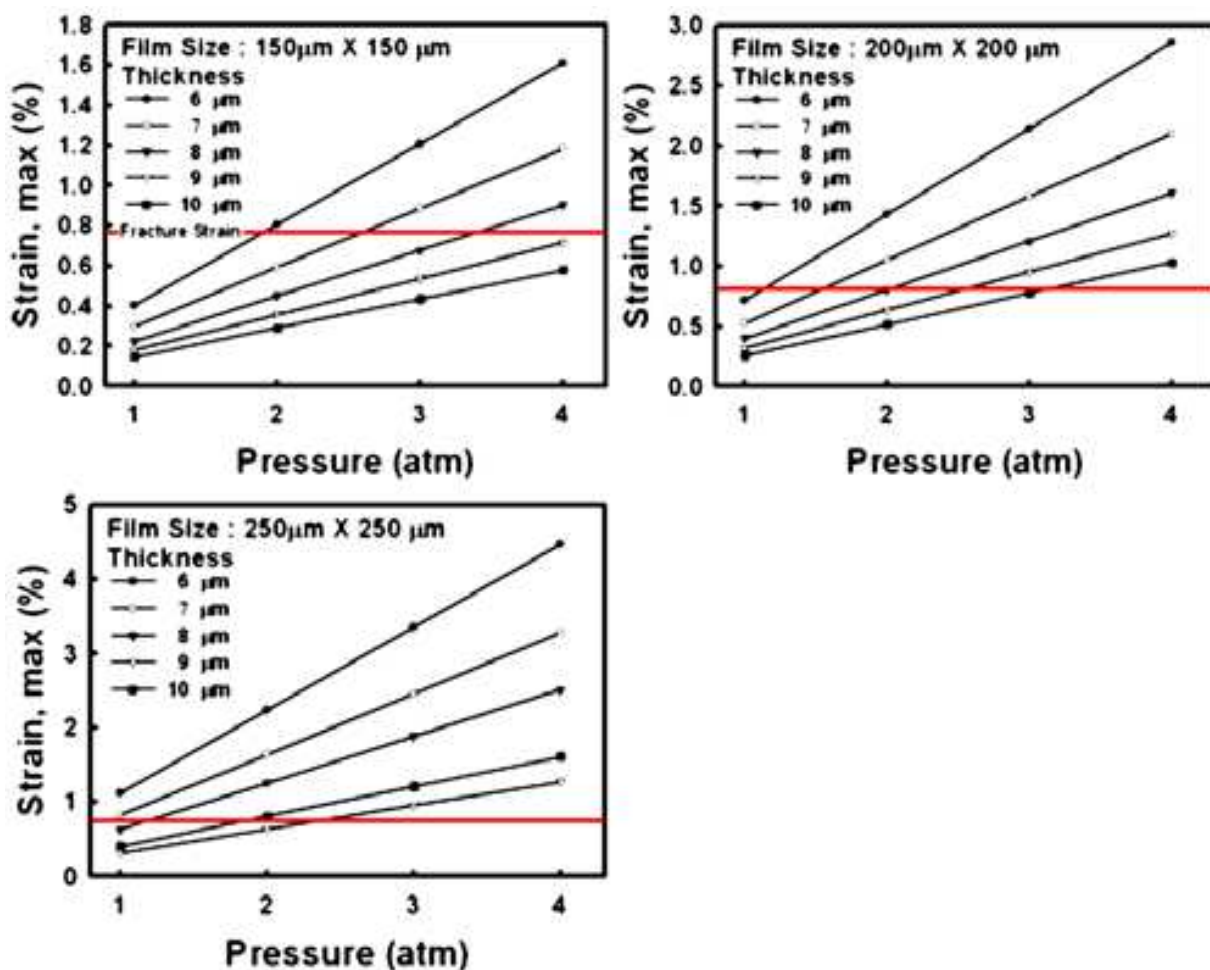 Strain, max (%)
1.8
1.6
1.4
1.2
1.0
0.8
0.6
0.4
0.2
0.0
Film Size : 150μm X 150 μm
Thickness
6 μm
7 μm
8 μm
9 μm
10 μm
Fracture Strain
1 2 3 4
Pressure (atm)
Strain, max (%)
3.0
2.5
2.0
1.5
1.0
0.5
0.0
Film Size : 200μm X 200 μm
Thickness
6 μm
7 μm
8 μm
9 μm
10 μm
1 2 3 4
Pressure (atm)
Strain, max (%)
5
4
3
2
1
0
Film Size : 250μm X 250 μm
Thickness
6 μm
7 μm
8 μm
9 μm
10 μm
1 2 3 4
Pressure (atm)